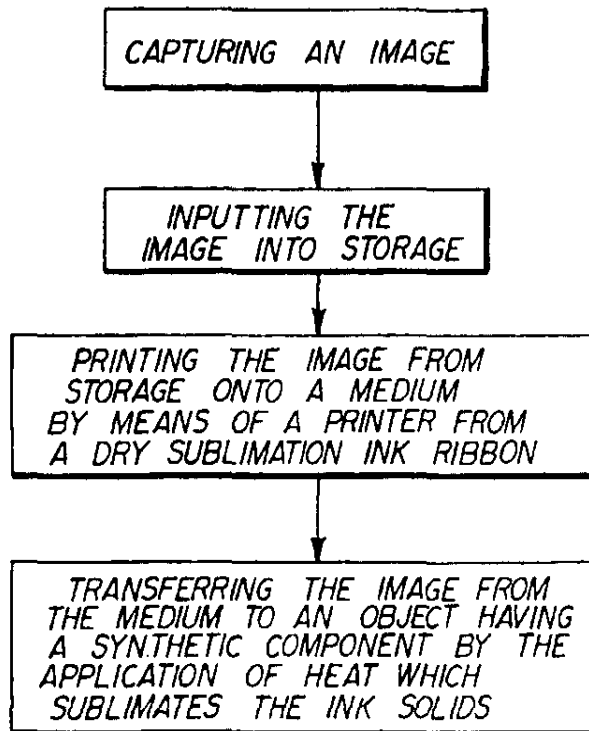 CAPTURING AN IMAGE
INPUTTING THE
IMAGE INTO STORAGE
PRINTING THE IMAGE FROM
STORAGE ONTO A MEDIUM
BY MEANS OF A PRINTER FROM
A DRY SUBLIMATION INK RIBBON
TRANSFERRING THE IMAGE FROM
THE MEDIUM TO AN OBJECT HAVING
A SYN.THETIC COMPONENT BY THE
APPLICATION OF HEAT WHICH
SUBLIMATES THE INK SOLIDS